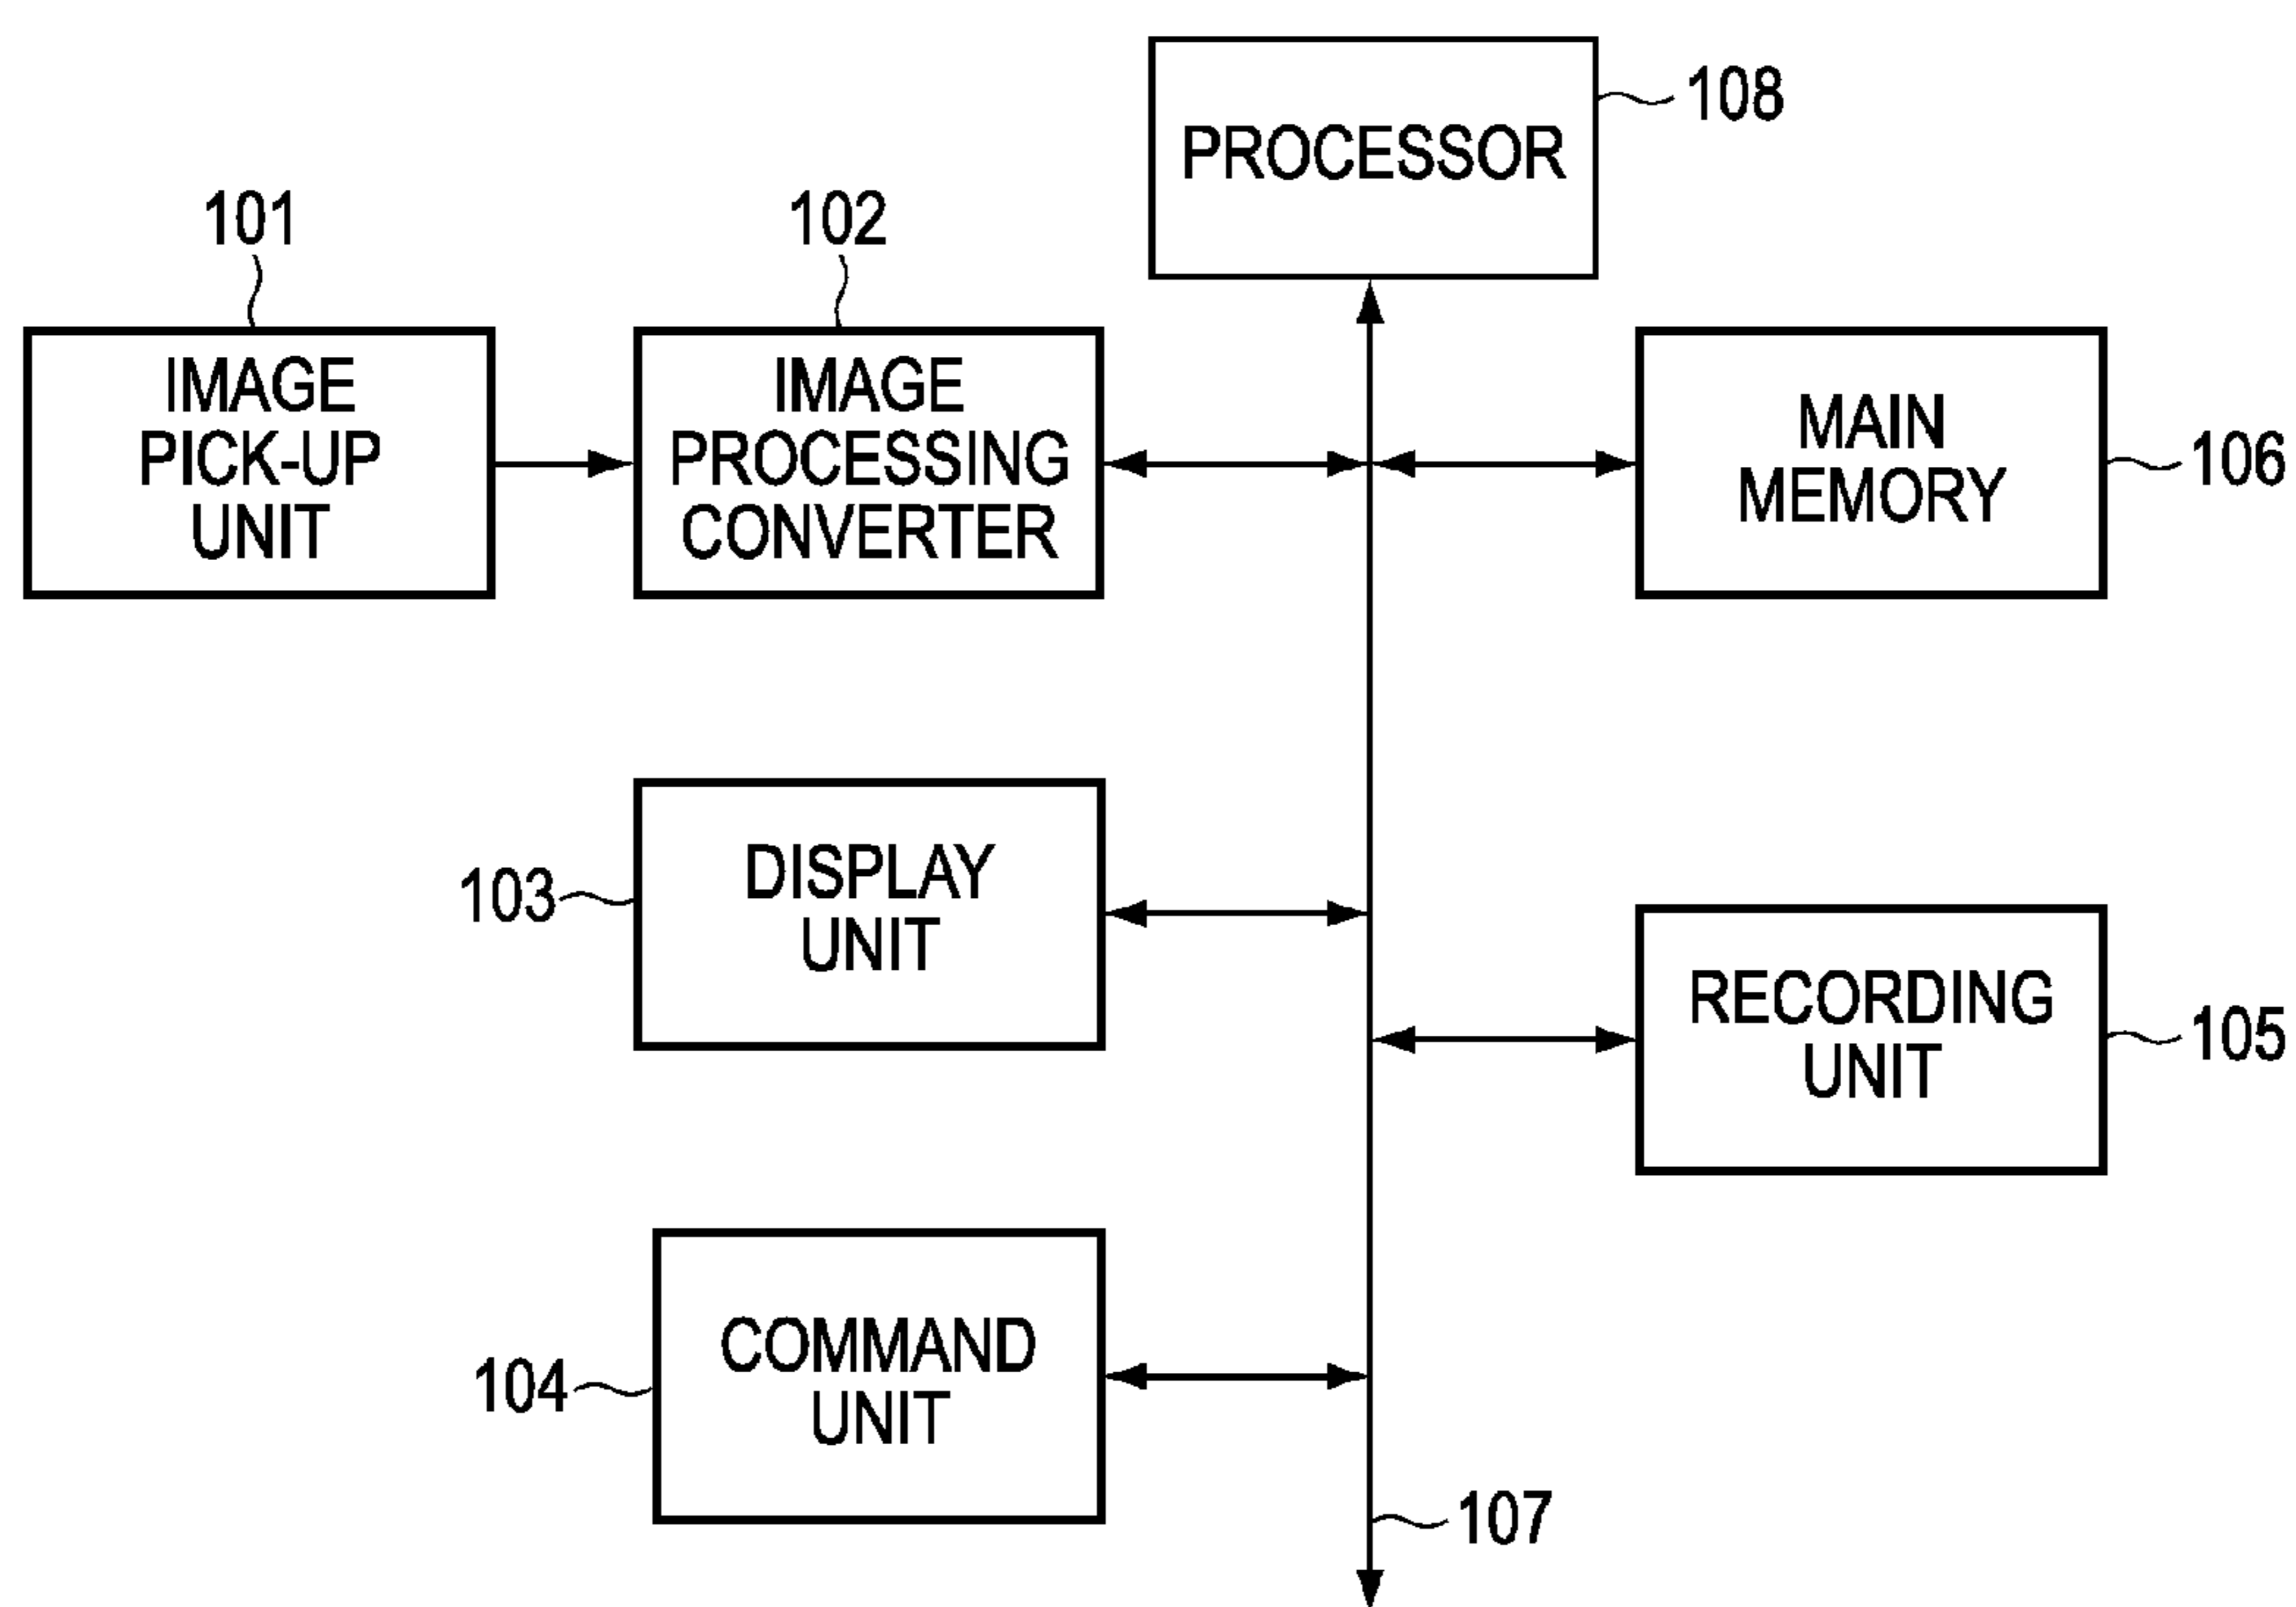 PROCESSOR
108
101
102
IMAGE
PICK-UP
UNIT
IMAGE
PROCESSING
CONVERTER
MAIN
MEMORY
106
103
DISPLAY
UNIT
RECORDING
UNIT
105
104
COMMAND
UNIT
107